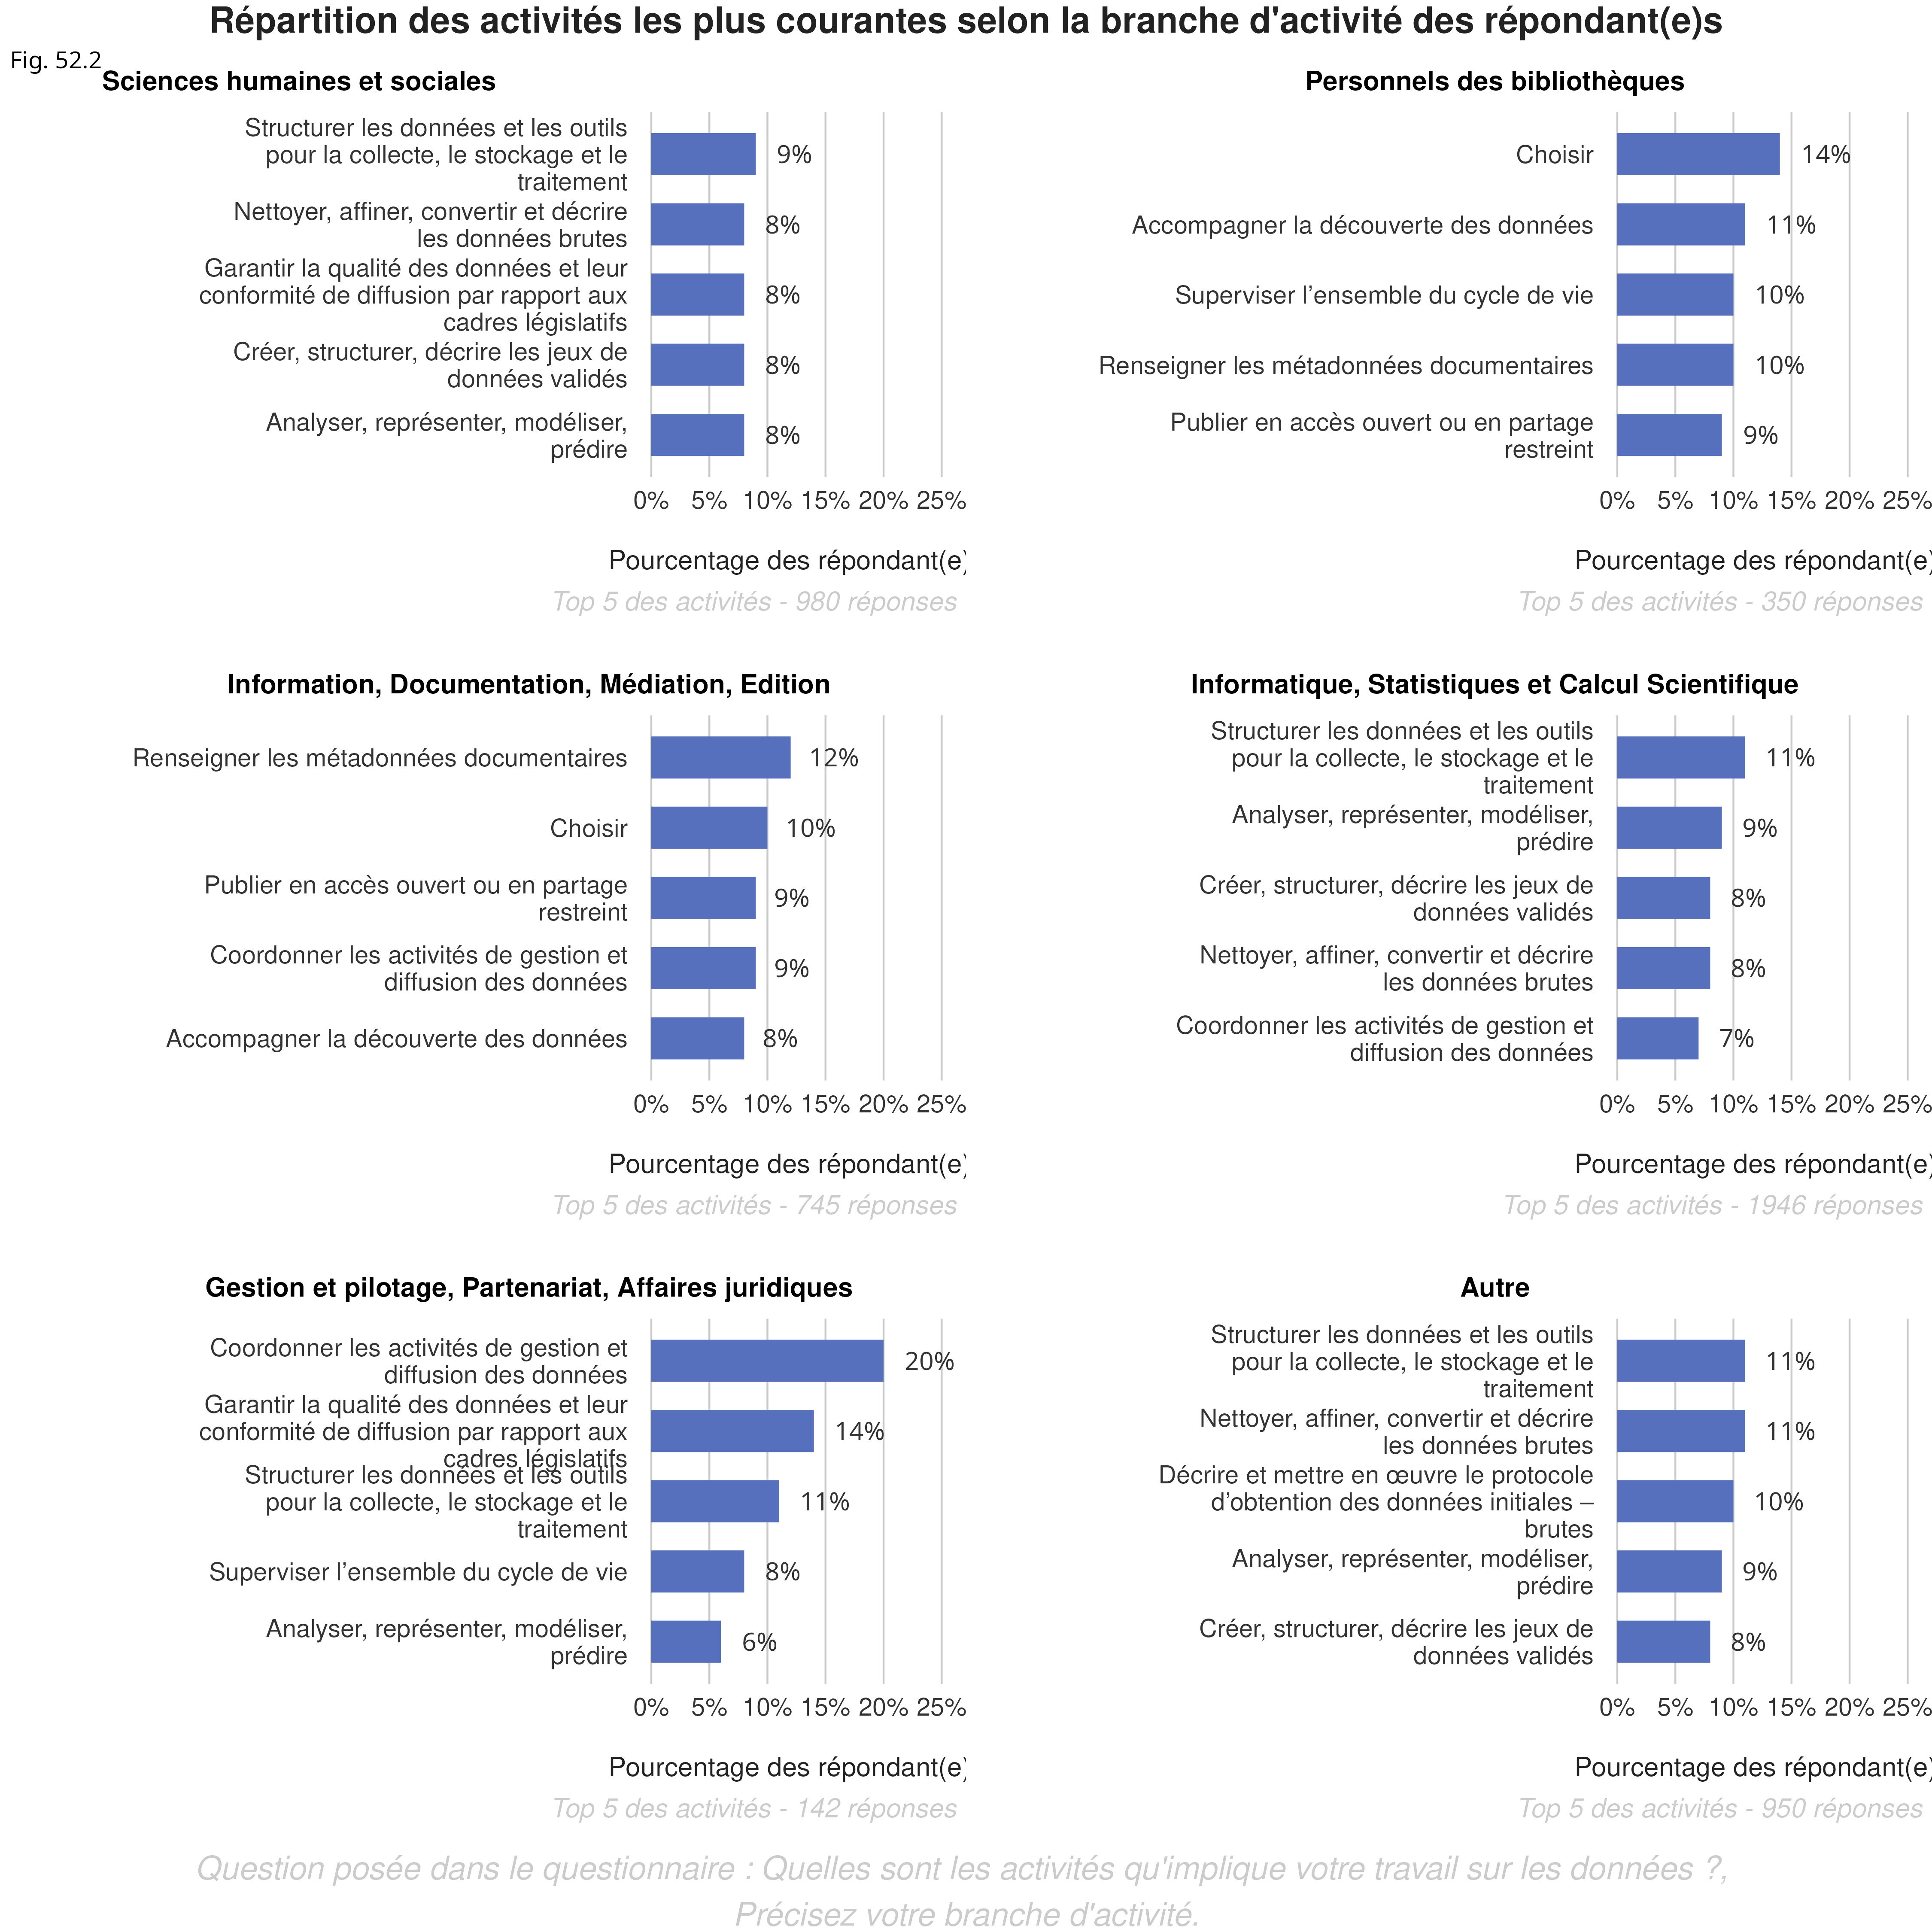 Répartition des activités les plus courantes selon la branche d'activité des répondant(e)s
Fig. 52.2
Sciences humaines et sociales
Structurer les données et les outils
pour la collecte, le stockage et le
traitement
9%
Nettoyer, affiner, convertir et décrire
les données brutes
8%
Garantir la qualité des données et leur
conformité de diffusion par rapport aux
cadres législatifs
8%
Créer, structurer, décrire les jeux de
données validés
8%
Analyser, représenter, modéliser,
prédire
8%
0% 5% 10% 15% 20% 25%
Pourcentage des répondant(e)
Top 5 des activités - 980 réponses
Personnels des bibliothèques
Choisir
14%
Accompagner la découverte des données
11%
Superviser l’ensemble du cycle de vie
10%
Renseigner les métadonnées documentaires
10%
Publier en accès ouvert ou en partage
restreint
9%
0% 5% 10% 15% 20% 25%
Pourcentage des répondant(e)
Top 5 des activités - 350 réponses
Information, Documentation, Médiation, Edition
Renseigner les métadonnées documentaires
12%
Choisir
10%
Publier en accès ouvert ou en partage
restreint
9%
Coordonner les activités de gestion et
diffusion des données
9%
Accompagner la découverte des données
8%
0% 5% 10% 15% 20% 25%
Pourcentage des répondant(e)
Top 5 des activités - 745 réponses
Informatique, Statistiques et Calcul Scientifique
Structurer les données et les outils
pour la collecte, le stockage et le
traitement
11%
Analyser, représenter, modéliser,
prédire
9%
Créer, structurer, décrire les jeux de
données validés
8%
Nettoyer, affiner, convertir et décrire
les données brutes
8%
Coordonner les activités de gestion et
diffusion des données
7%
0% 5% 10% 15% 20% 25%
Pourcentage des répondant(e)
Top 5 des activités - 1946 réponses
Gestion et pilotage, Partenariat, Affaires juridiques
Coordonner les activités de gestion et
diffusion des données
20%
Garantir la qualité des données et leur
conformité de diffusion par rapport aux
cadres législatifs
14%
Structurer les données et les outils
pour la collecte, le stockage et le
traitement
11%
Superviser l’ensemble du cycle de vie
8%
Analyser, représenter, modéliser,
prédire
6%
0% 5% 10% 15% 20% 25%
Pourcentage des répondant(e)
Top 5 des activités - 142 réponses
Autre
Structurer les données et les outils
pour la collecte, le stockage et le
traitement
11%
Nettoyer, affiner, convertir et décrire
les données brutes
11%
Décrire et mettre en œuvre le protocole
d’obtention des données initiales –
brutes
10%
Analyser, représenter, modéliser,
prédire
9%
Créer, structurer, décrire les jeux de
données validés
8%
0% 5% 10% 15% 20% 25%
Pourcentage des répondant(e)
Top 5 des activités - 950 réponses
Question posée dans le questionnaire : Quelles sont les activités qu'implique votre travail sur les données ?,
Précisez votre branche d'activité.